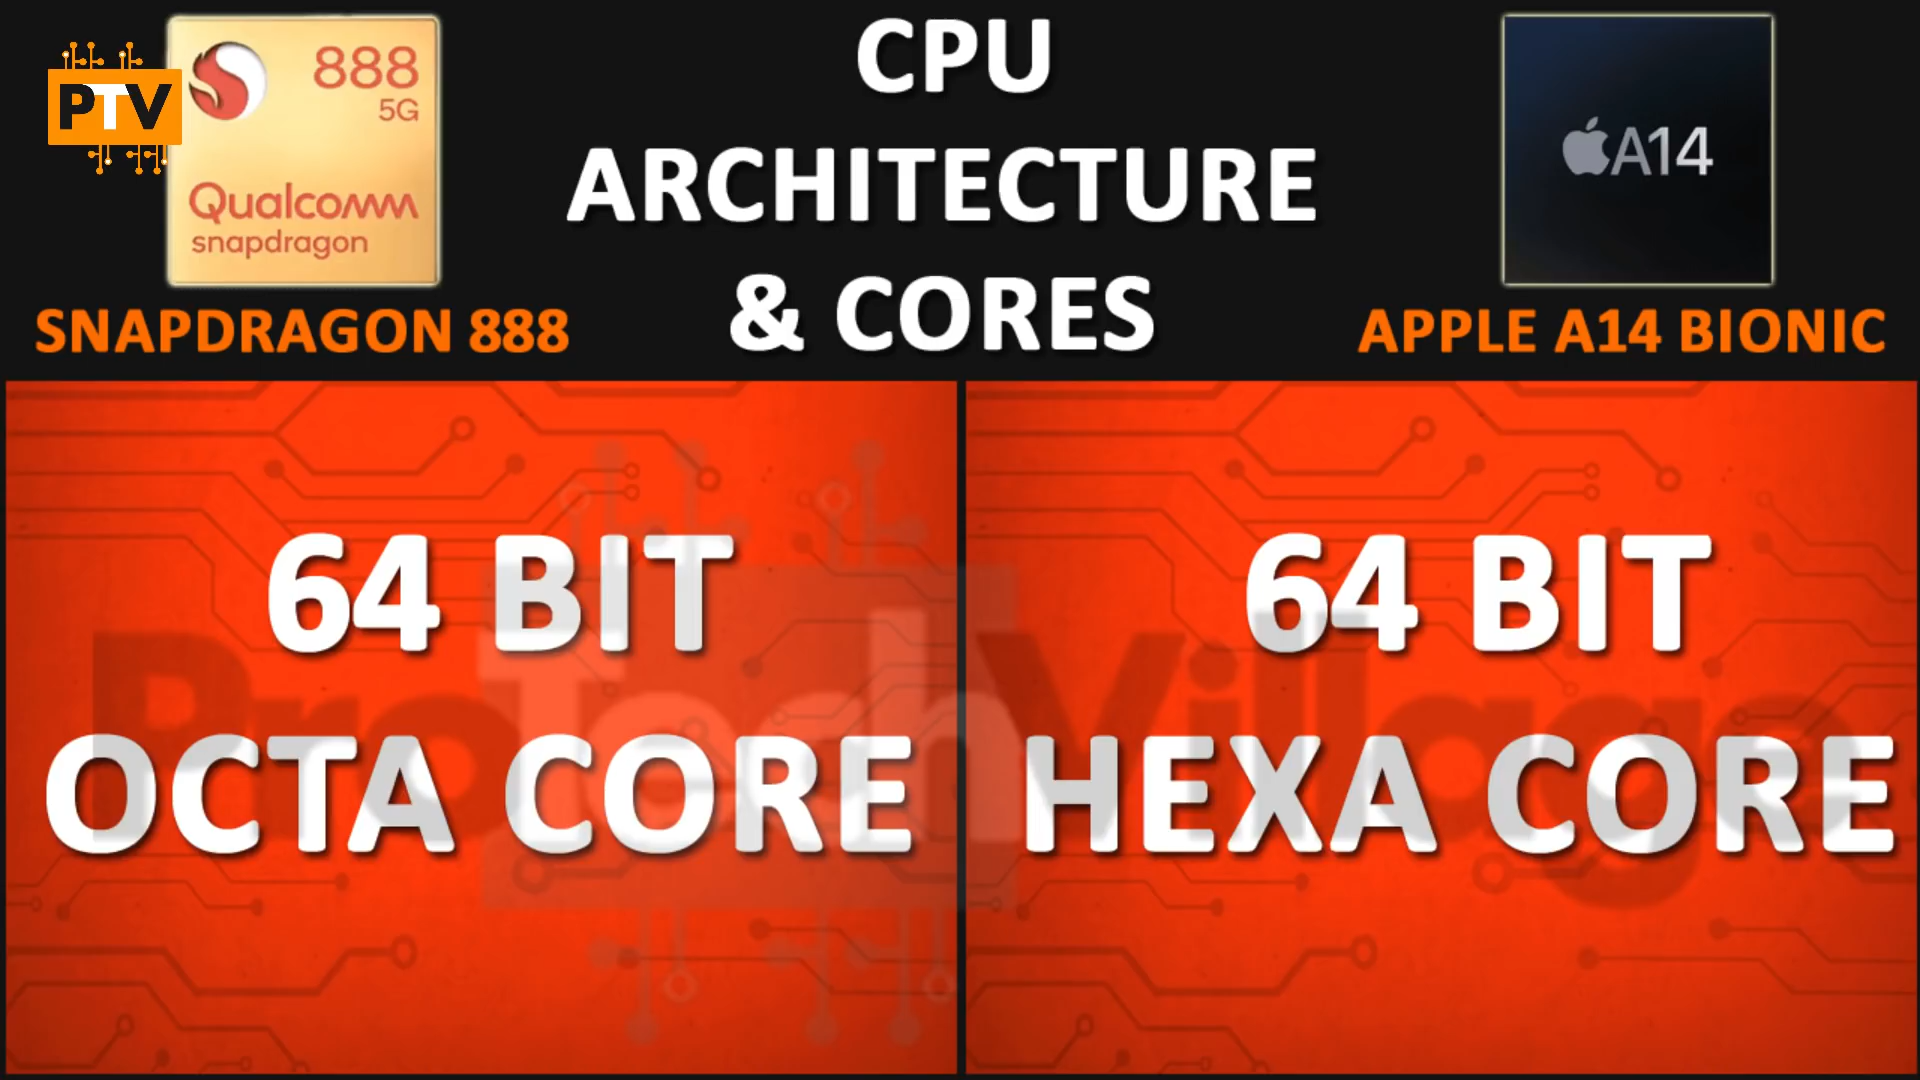 PTV
888
5G
Qualcomm
snapdragon
SNAPDRAGON 888
CPU
ARCHITECTURE
& CORES
A14
APPLE A14 BIONIC
64 BIT
OCTA CORE
64 BIT
HEXA CORE
ProTechVillage